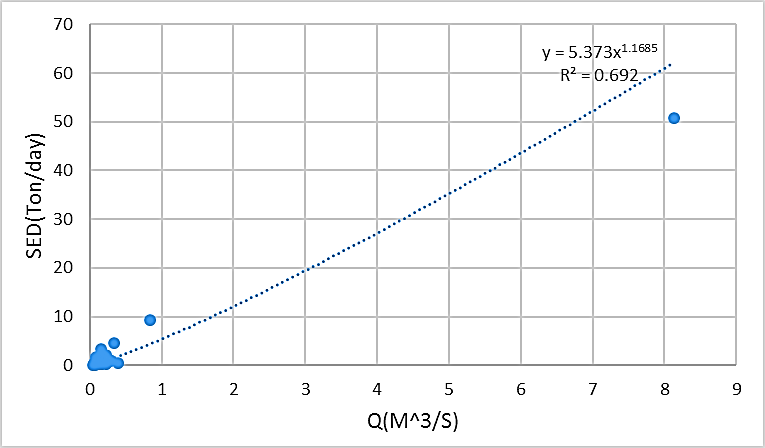 70
y = 5.373x^1.1685
R² = 0.692
60
50
40
30
20
10
0
SED(Ton/day)
0 1 2 3 4 5 6 7 8 9
Q(M^3/S)